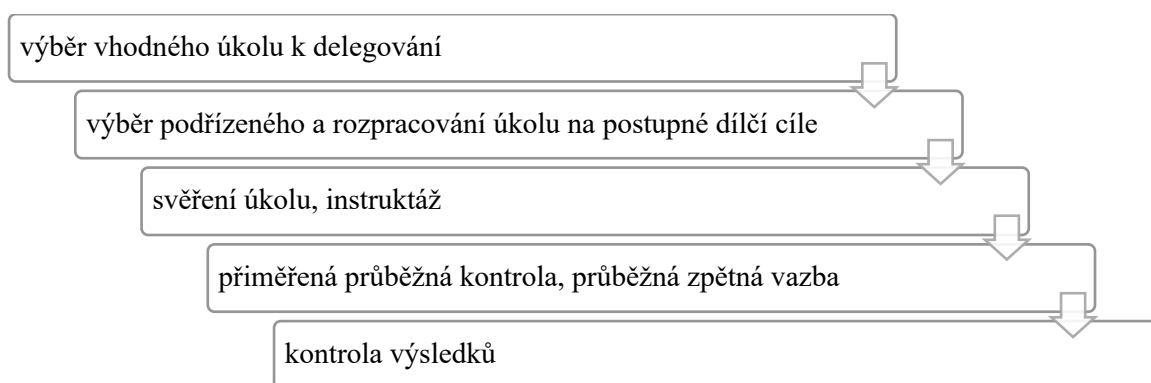 výběr vhodného úkolu k delegování
výběr podřízeného a rozpracování úkolu na postupné dílčí cíle
svěření úkolu, instruktáž
přiměřená průběžná kontrola, průběžná zpětná vazba
kontrola výsledků